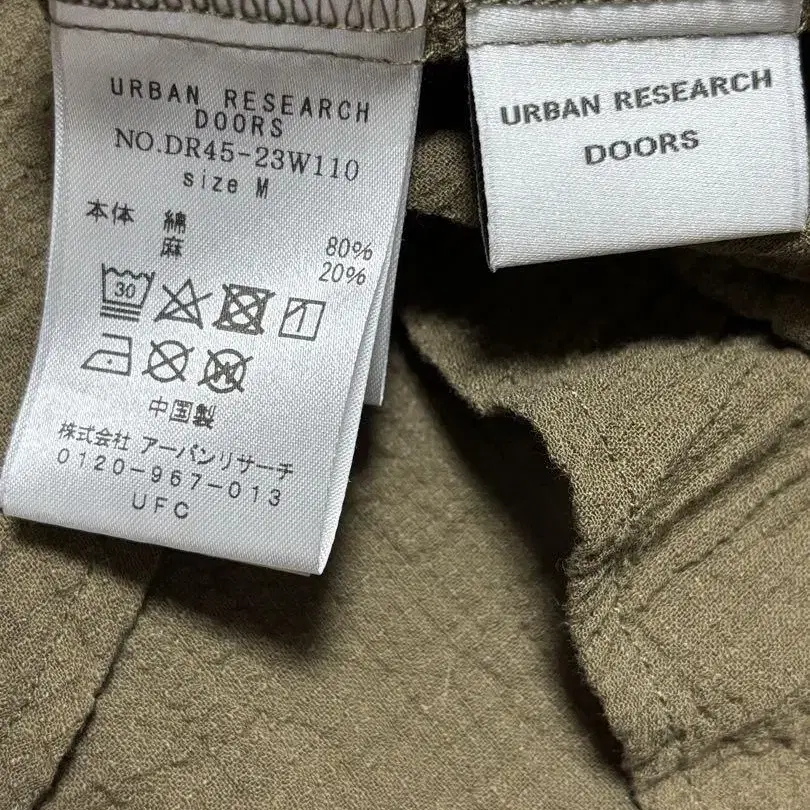 URBAN RESEARCH
DOORS
NO.DR45-23W110
size M
本体 綿 80%
麻 20%
30
W
中国製
株式会社 アーバンリサーチ
0120-967-013
UFC
URBAN RESEARCH
DOORS